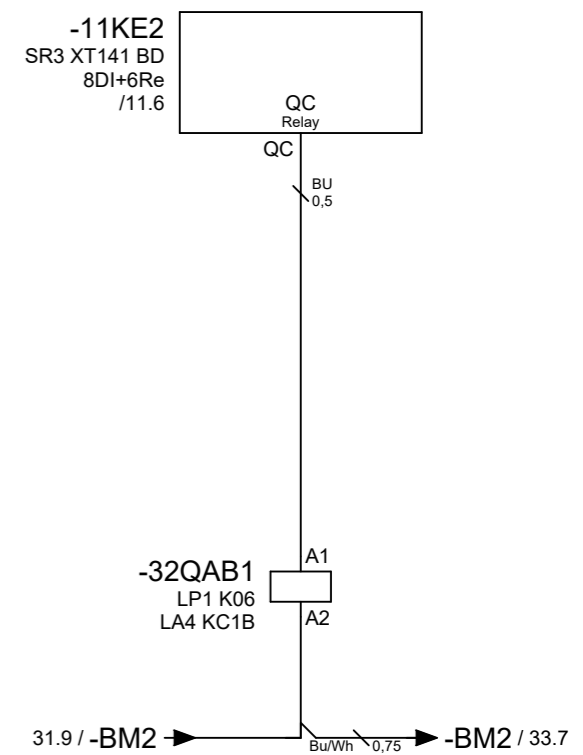 -11KE2
SR3 XT141 BD
8DI+6Re
/11.6
QC
Relay
QC
BU
0,5
A1
-32QAB1
LP1 K06
LA4 KC1B
A2
31.9 / -BM2
Bu/Wh
0,75
-BM2 / 33.7